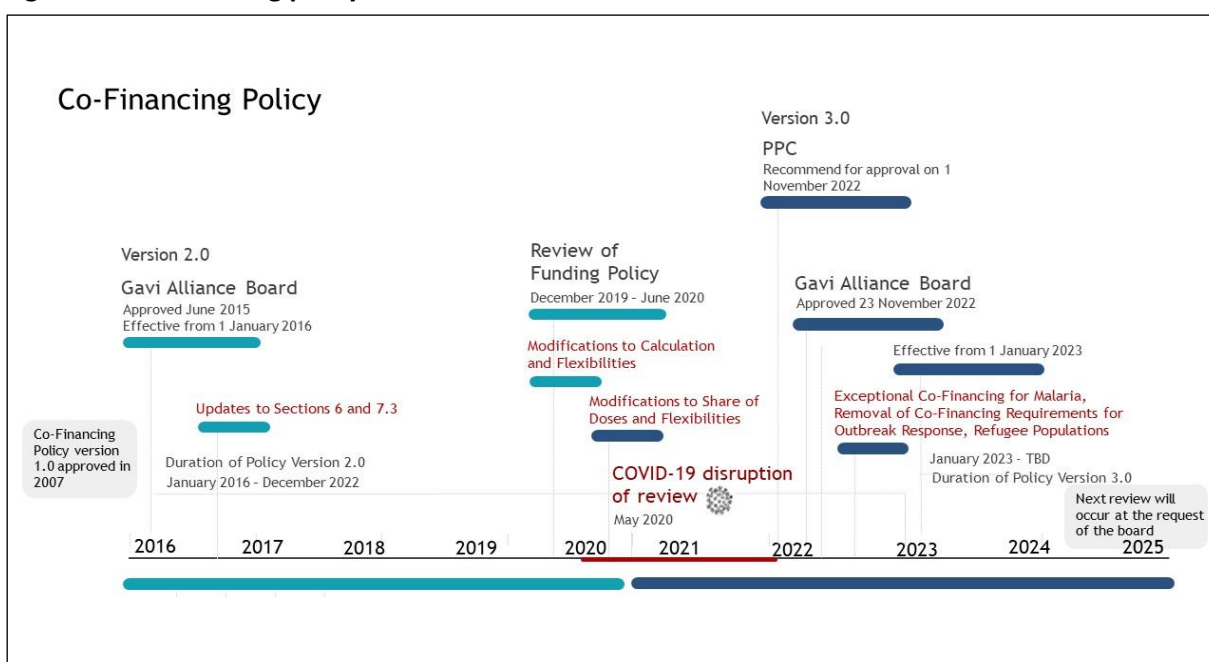 Co-Financing Policy
Version 3.0
PPC
Recommend for approval on 1
November 2022
Version 2.0
Gavi Alliance Board
Approved June 2015
Effective from 1 January 2016
Review of
Funding Policy
December 2019 - June 2020
Gavi Alliance Board
Approved 23 November 2022
Modifications to Calculation
and Flexibilities
Effective from 1 January 2023
Updates to Sections 6 and 7.3
Modifications to Share of
Doses and Flexibilities
Exceptional Co-Financing for Malaria,
Removal of Co-Financing Requirements for
Outbreak Response, Refugee Populations
Co-Financing
Policy version
1.0 approved in
2007
Duration of Policy Version 2.0
January 2016 - December 2022
COVID-19 disruption
of review
May 2020
January 2023 - TBD
Duration of Policy Version 3.0
Next review will
occur at the request
of the board
2016 2017 2018 2019 2020 2021 2022 2023 2024 2025